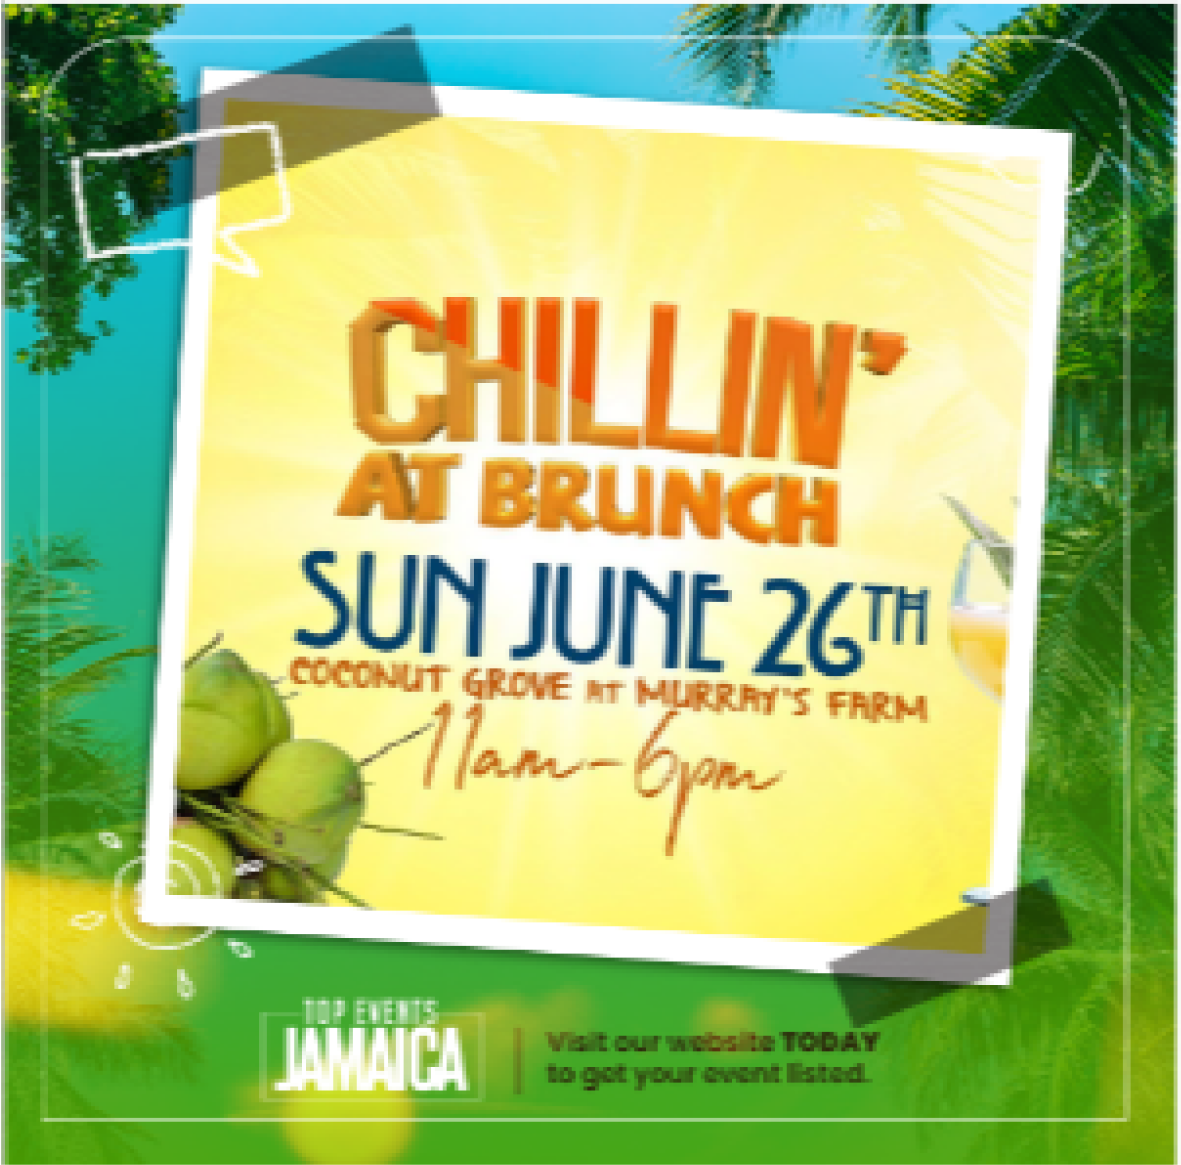 CHILLIN'
AT BRUNCH
SUN JUNE 26TH
COCONUT GROVE AT MURRAY'S FARM
11am-6pm
TOP EVENTS
JAMAICA
Visit our website TODAY
to get your event listed.